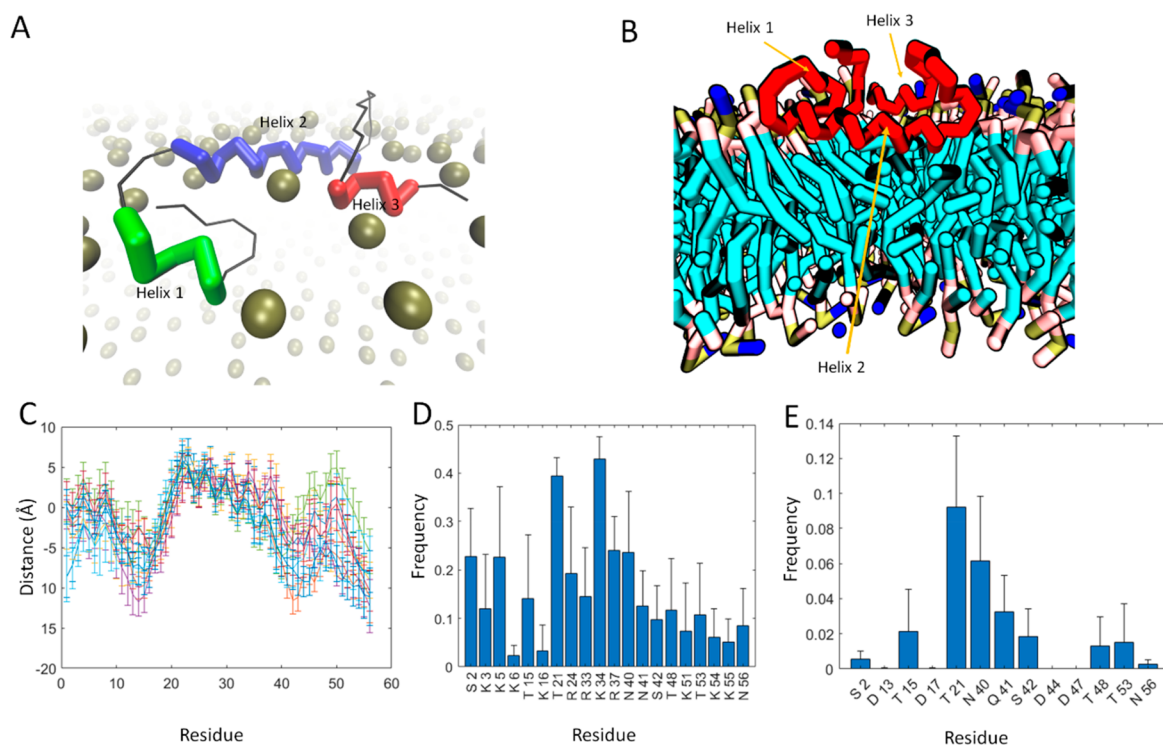 A
Helix 2
Helix 3
Helix 1
B
Helix 1
Helix 3
Helix 2
C
Distance (Å)
10
5
0
5
10
15
-20
0
10
20
30
40
50
60
Residue
D
Frequency
0.5
0.4
0.3
0.2
0.1
0
S 2
K 3
K 5
K 6
T 15
K 16
T 21
R 24
R 33
K 34
R 37
N 40
N 41
S 42
T 48
K 51
T 53
K 54
K 55
N 56
Residue
E
Frequency
0.14
0.12
0.1
0.08
0.06
0.04
0.02
0
S 2
D 13
T 15
D 17
T 21
N 40
Q 41
S 42
D 44
D 47
T 48
T 53
N 56
Residue